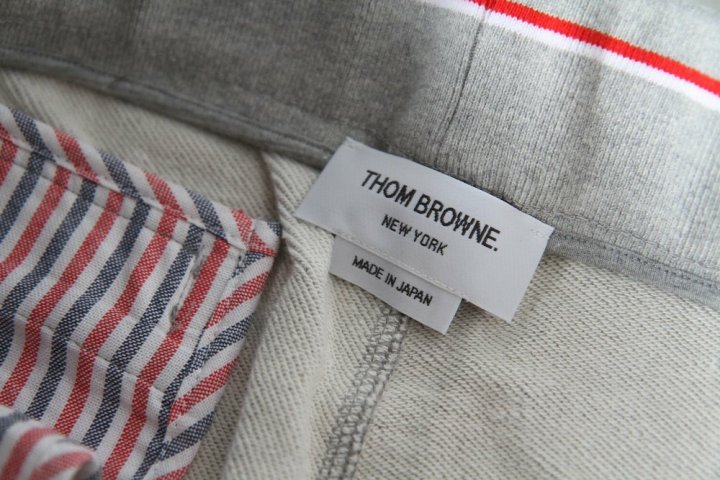 THOM BROWNE.
NEW YORK
MADE IN JAPAN